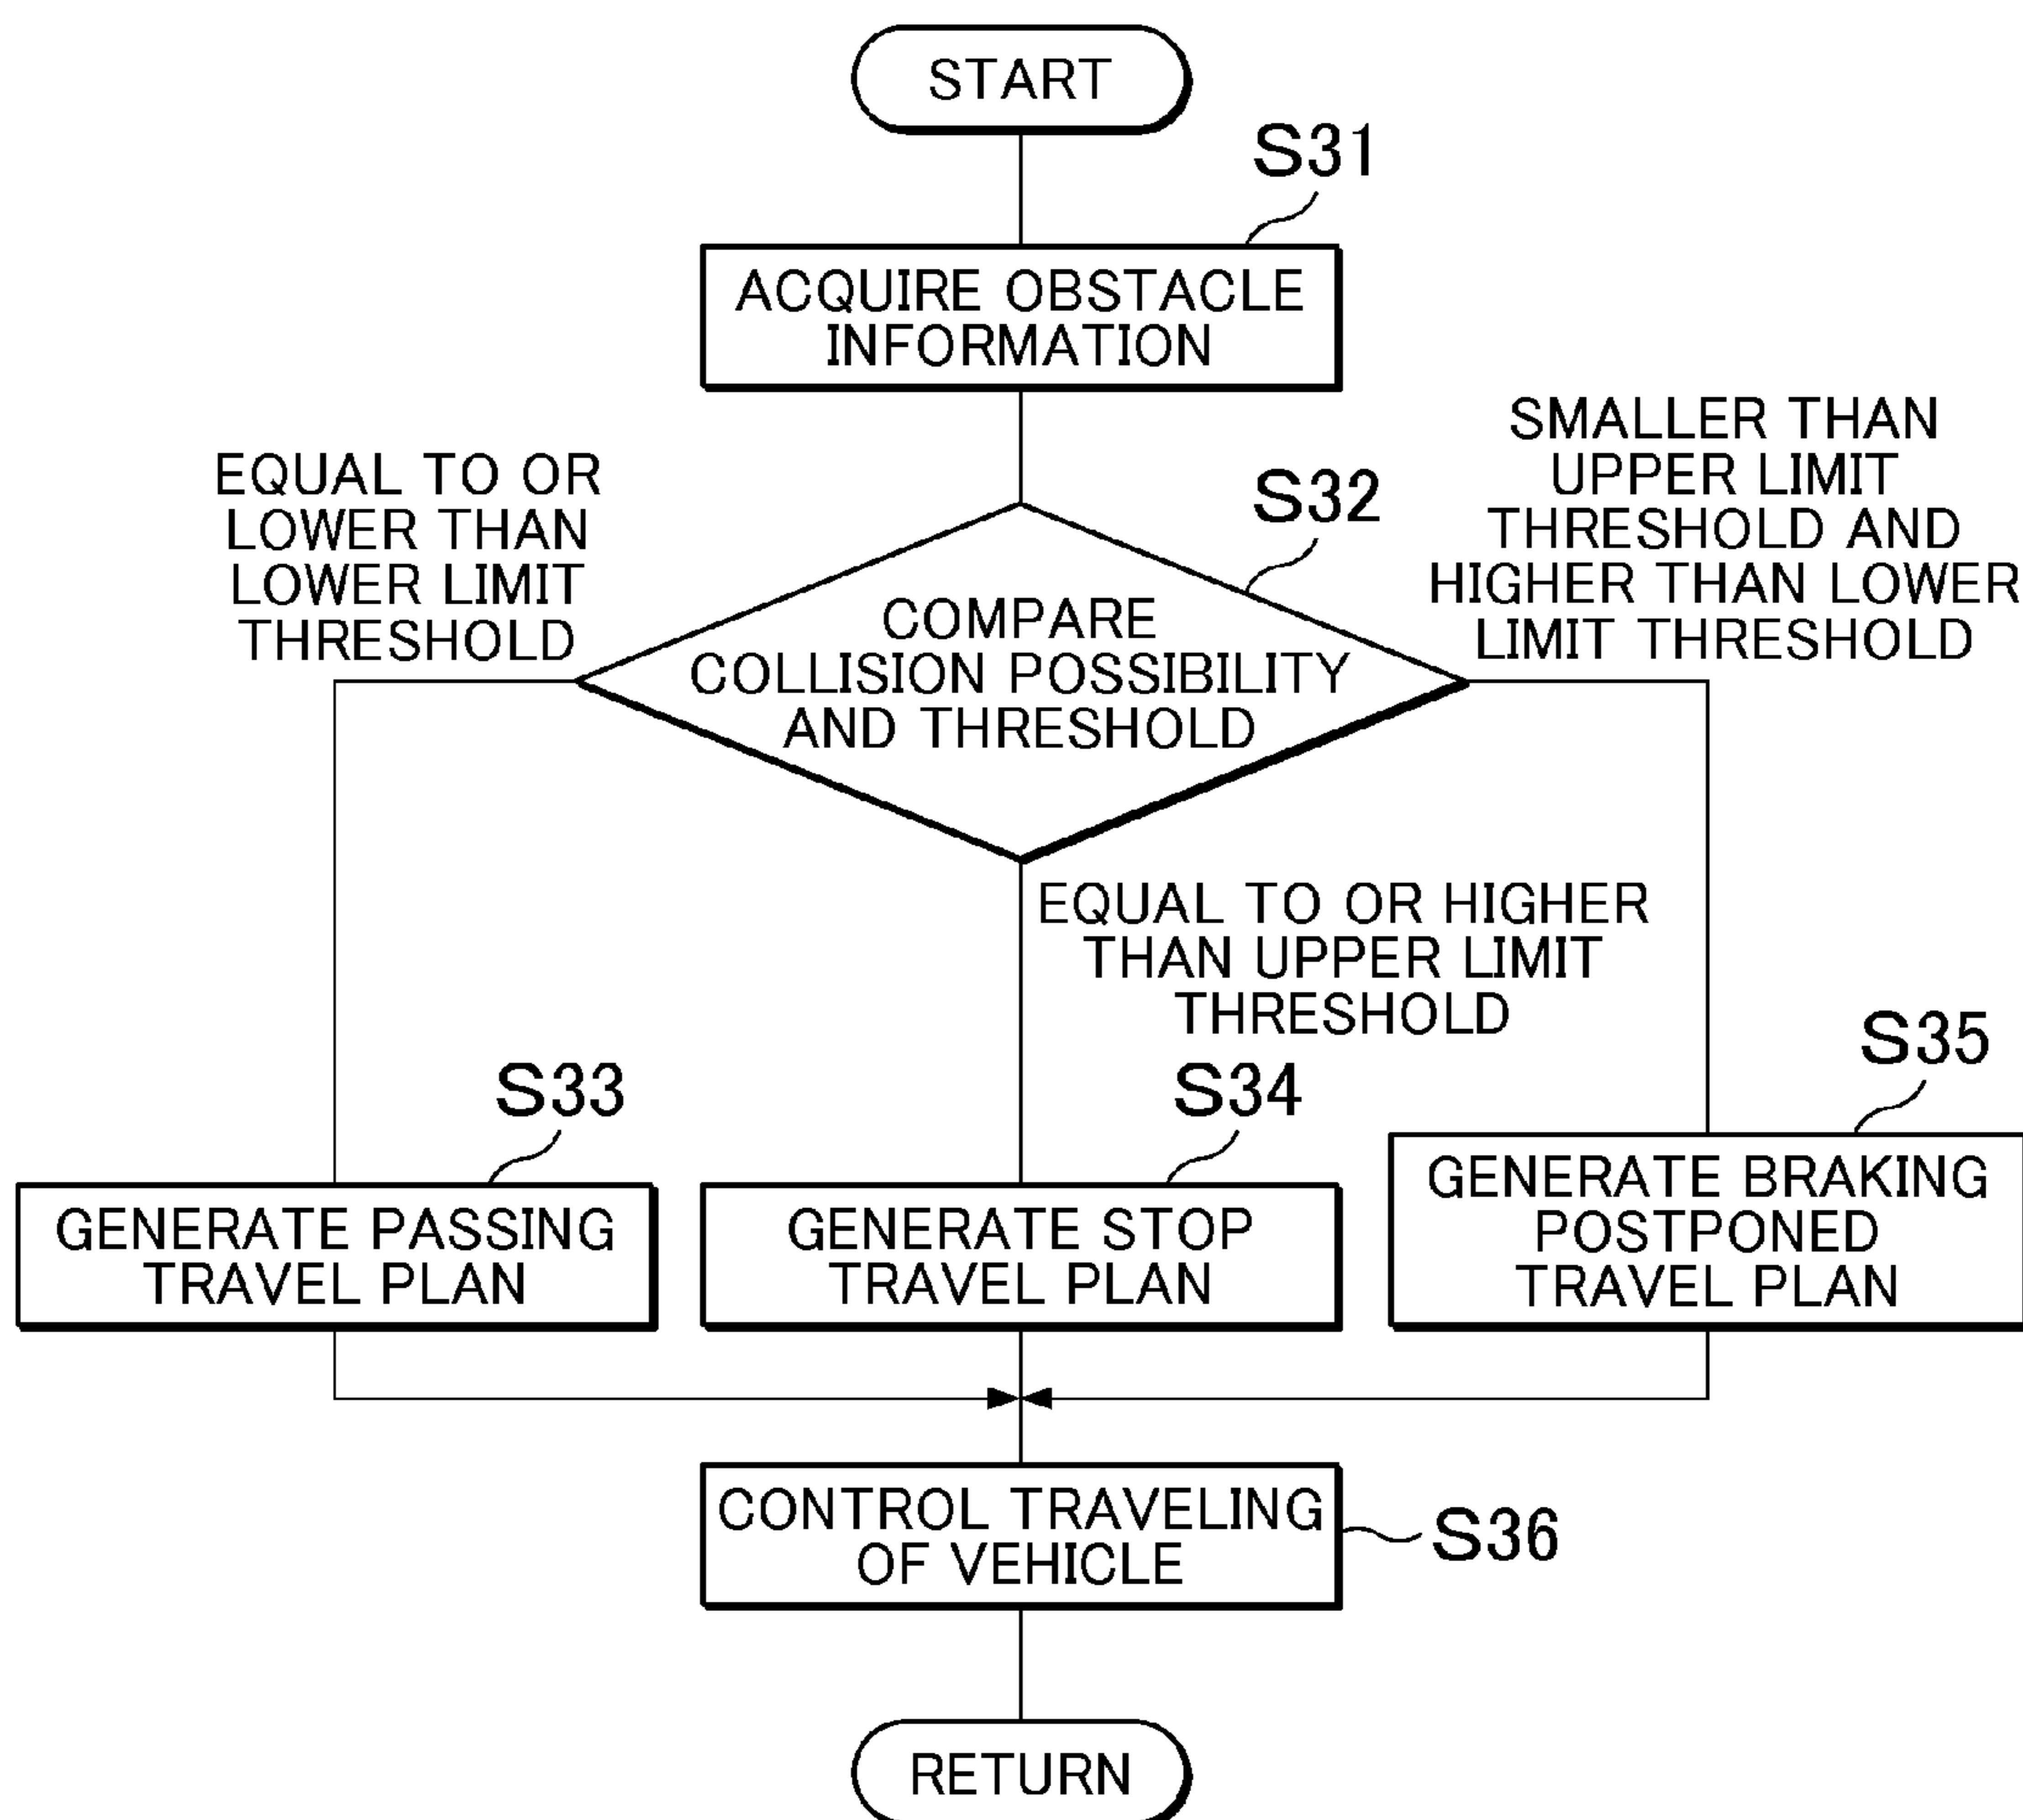 START
S31
ACQUIRE OBSTACLE
INFORMATION
EQUAL TO OR
LOWER THAN
LOWER LIMIT
THRESHOLD
S32
COMPARE
COLLISION POSSIBILITY
AND THRESHOLD
SMALLER THAN
UPPER LIMIT
THRESHOLD AND
HIGHER THAN LOWER
LIMIT THRESHOLD
EQUAL TO OR HIGHER
THAN UPPER LIMIT
THRESHOLD
S33
GENERATE PASSING
TRAVEL PLAN
S34
GENERATE STOP
TRAVEL PLAN
S35
GENERATE BRAKING
POSTPONED
TRAVEL PLAN
CONTROL TRAVELING
OF VEHICLE
S36
RETURN